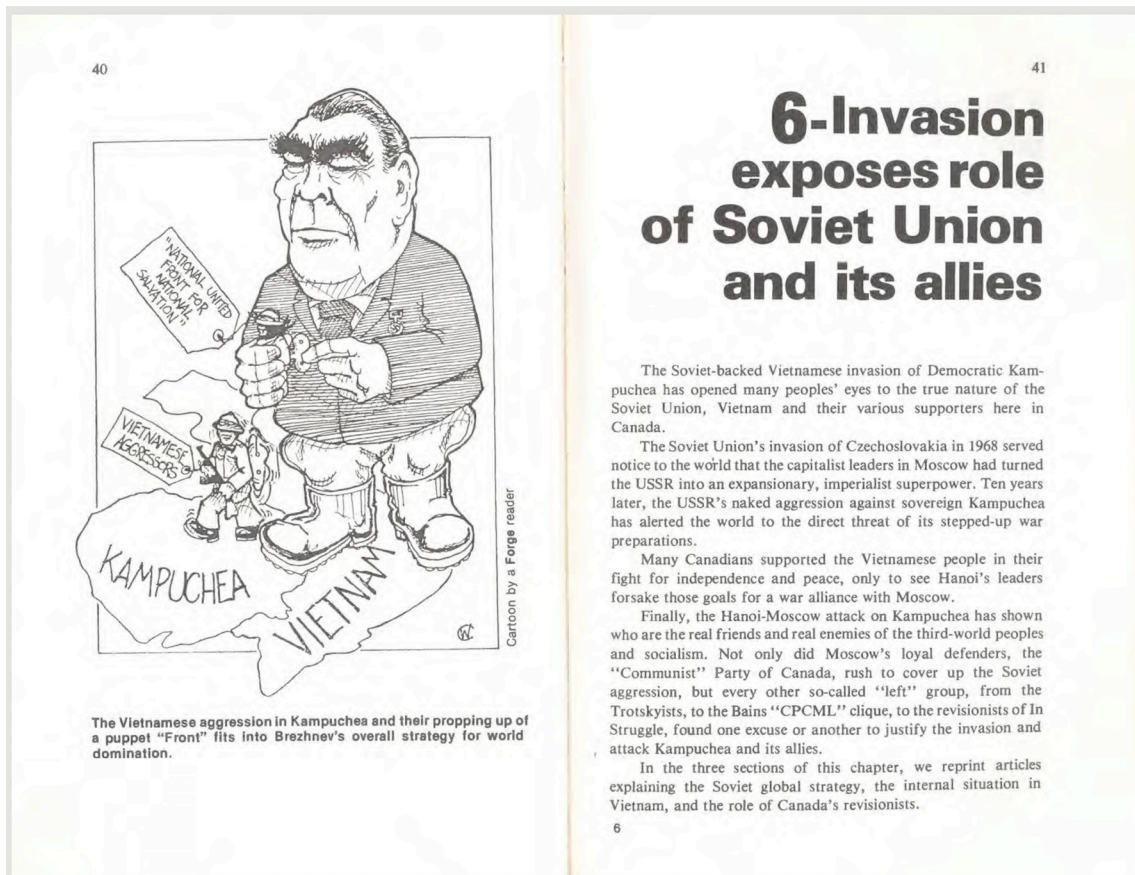 40
"NATIONAL UNITED
FRONT FOR
NATIONAL
SALVATION"
VIETNAMESE
AGGRESSORS
KAMPUCHEA
VIETNAM
Cartoon by a Forge reader
The Vietnamese aggression in Kampuchea and their propping up of
a puppet "Front" fits into Brezhnev's overall strategy for world
domination.
41
6-Invasion
exposes role
of Soviet Union
and its allies
The Soviet-backed Vietnamese invasion of Democratic Kam-
puchea has opened many peoples' eyes to the true nature of the
Soviet Union, Vietnam and their various supporters here in
Canada.
The Soviet Union's invasion of Czechoslovakia in 1968 served
notice to the world that the capitalist leaders in Moscow had turned
the USSR into an expansionary, imperialist superpower. Ten years
later, the USSR's naked aggression against sovereign Kampuchea
has alerted the world to the direct threat of its stepped-up war
preparations.
Many Canadians supported the Vietnamese people in their
fight for independence and peace, only to see Hanoi's leaders
forsake those goals for a war alliance with Moscow.
Finally, the Hanoi-Moscow attack on Kampuchea has shown
who are the real friends and real enemies of the third-world peoples
and socialism. Not only did Moscow's loyal defenders, the
"Communist" Party of Canada, rush to cover up the Soviet
aggression, but every other so-called "left" group, from the
Trotskyists, to the Bains "CPCML" clique, to the revisionists of In
Struggle, found one excuse or another to justify the invasion and
attack Kampuchea and its allies.
In the three sections of this chapter, we reprint articles
explaining the Soviet global strategy, the internal situation in
Vietnam, and the role of Canada's revisionists.
6